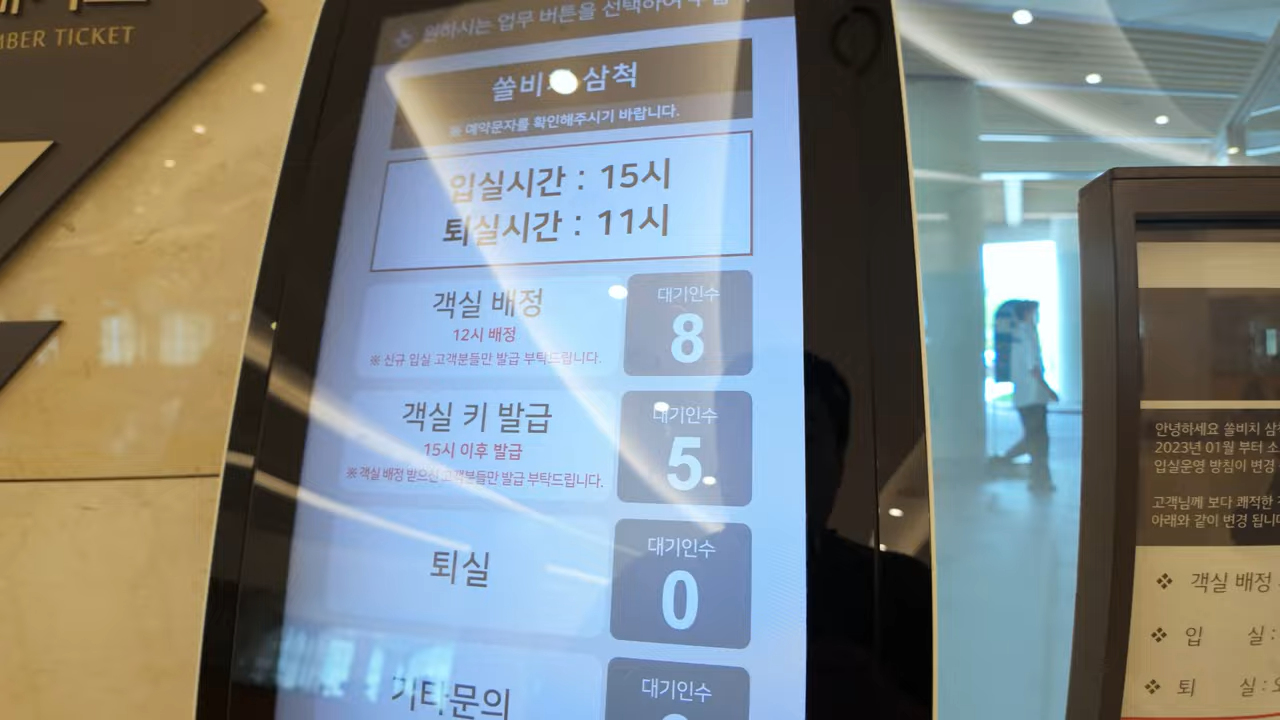 BER TICKET
원하시는 업무 버튼을 선택하여
쏠비 삼척
※ 예약문자를 확인해주시기 바랍니다.
입실시간 : 15시
퇴실시간 : 11시
객실 배정
12시 배정
※ 신규 입실 고객분들만 발급 부탁드립니다.
대기인수
8
객실 키 발급
15시 이후 발급
※ 객실 배정 받으신 고객분들만 발급 부탁드립니다.
대기인수
5
퇴실
대기인수
0
기타문의
대기인수
안녕하세요 쏠비치 삼
2023년 01월 부터 소
입실운영 방침이 변경
고객님께 보다 쾌적한
아래와 같이 변경 됩니
❖ 객실 배정
❖ 입 실 :
❖ 퇴 실 : 오